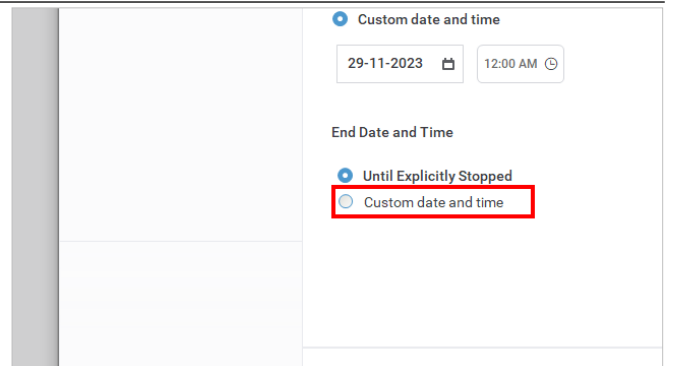 Custom date and time
29-11-2023 12:00 AM
End Date and Time
Until Explicitly Stopped
Custom date and time